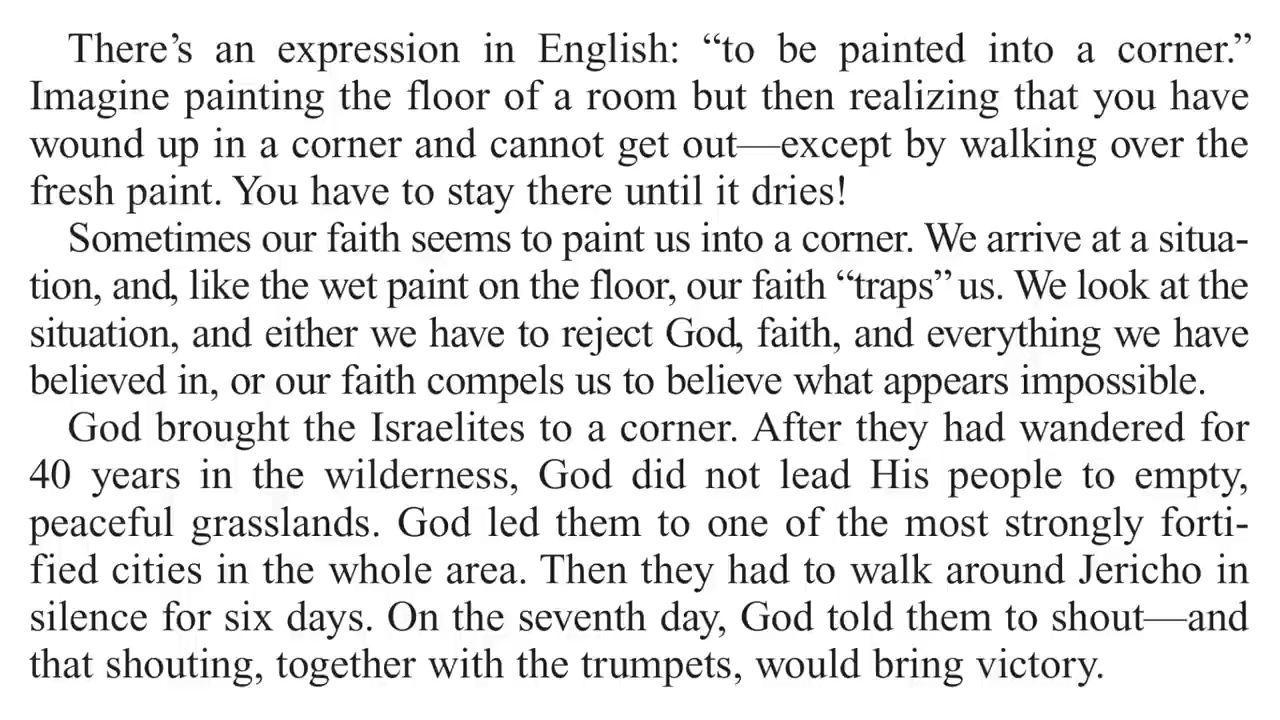 There’s an expression in English: “to be painted into a corner.”
Imagine painting the floor of a room but then realizing that you have
wound up in a corner and cannot get out—except by walking over the
fresh paint. You have to stay there until it dries!
Sometimes our faith seems to paint us into a corner. We arrive at a situa-
tion, and, like the wet paint on the floor, our faith “traps” us. We look at the
situation, and either we have to reject God, faith, and everything we have
believed in, or our faith compels us to believe what appears impossible.
God brought the Israelites to a corner. After they had wandered for
40 years in the wilderness, God did not lead His people to empty,
peaceful grasslands. God led them to one of the most strongly forti-
fied cities in the whole area. Then they had to walk around Jericho in
silence for six days. On the seventh day, God told them to shout—and
that shouting, together with the trumpets, would bring victory.